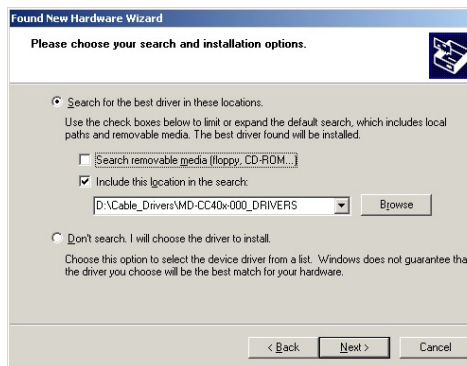 Found New Hardware Wizard
Please choose your search and installation options.
Search for the best driver in these locations.
Use the check boxes below to limit or expand the default search, which includes local
paths and removable media. The best driver found will be installed.
Search removable media (floppy, CD-ROM...)
Include this location in the search:
D:\Cable_Drivers\MD-CC40x-000_DRIVERS
Browse
Don't search. I will choose the driver to install.
Choose this option to select the device driver from a list. Windows does not guarantee tha
the driver you choose will be the best match for your hardware.
< Back
Next >
Cancel